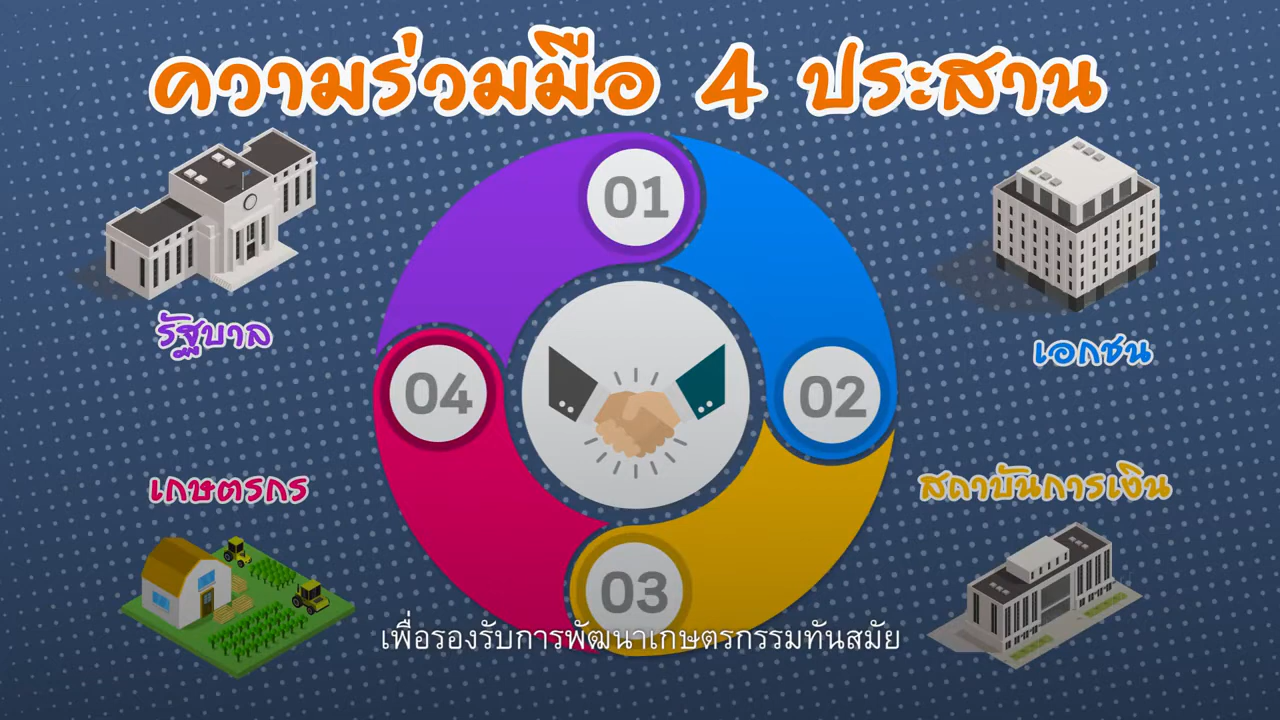 ความร่วมมือ 4 ประสาน
01
รัฐบาล
เอกชน
04
02
เกษตรกร
สถาบันการเงิน
03
เพื่อรองรับการพัฒนาเกษตรกรรมทันสมัย